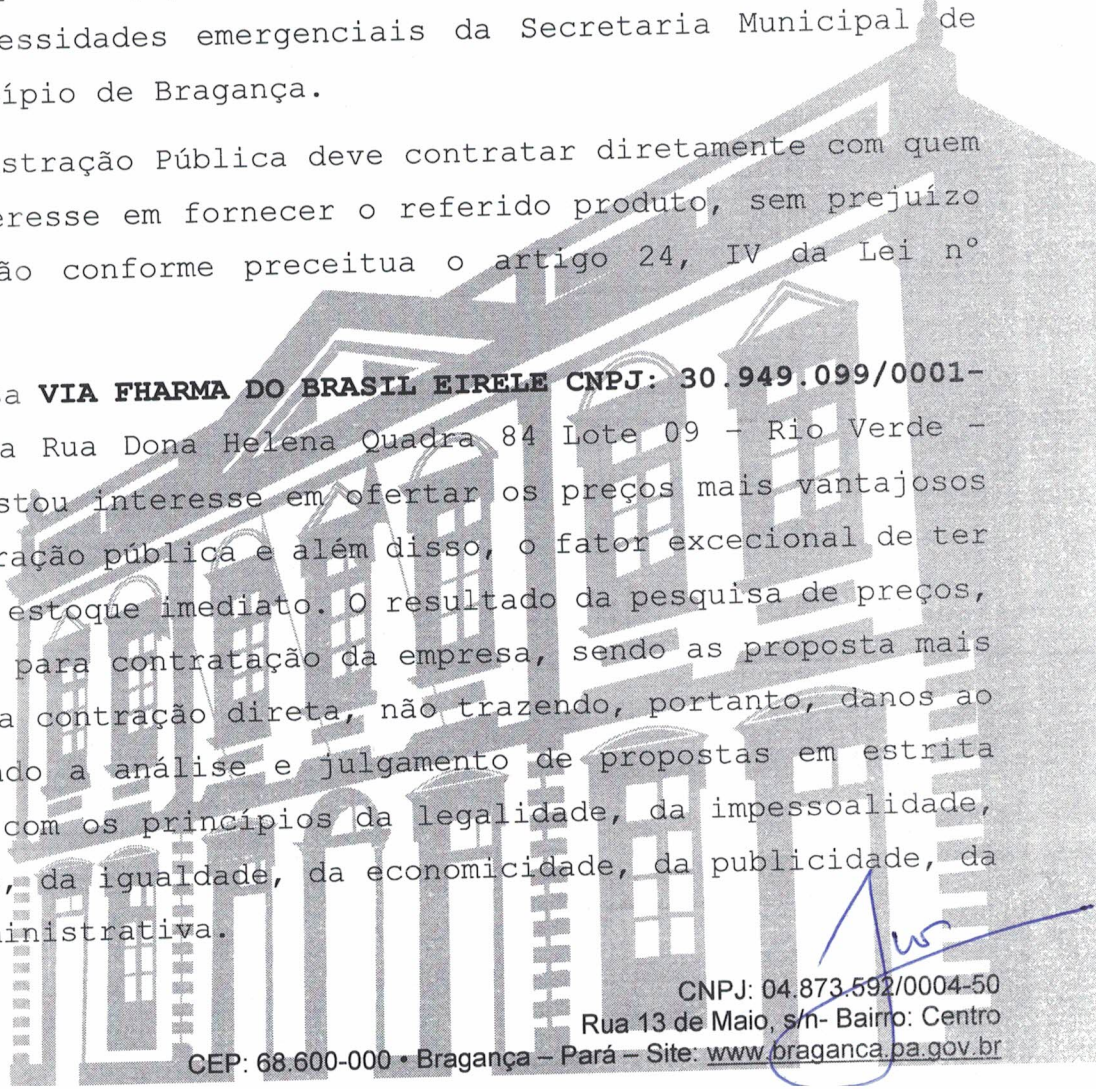 essidades emergenciais da Secretaria Municipal de
ípio de Bragança.
stração Pública deve contratar diretamente com quem
eresse em fornecer o referido produto, sem prejuízo
ão conforme preceitua o artigo 24, IV da Lei nº
a VIA FHARMA DO BRASIL EIRELE CNPJ: 30.949.099/0001-
a Rua Dona Helena Quadra 84 Lote 09 – Rio Verde –
stou interesse em ofertar os preços mais vantajosos
ração pública e além disso, o fator excecional de ter
estoque imediato. O resultado da pesquisa de preços,
para contratação da empresa, sendo as proposta mais
a contração direta, não trazendo, portanto, danos ao
ndo a análise e julgamento de propostas em estrita
com os princípios da legalidade, da impessoalidade,
, da igualdade, da economicidade, da publicidade, da
ministrativa.
CNPJ: 04.873.592/0004-50
Rua 13 de Maio, s/n- Bairro: Centro
CEP: 68.600-000 • Bragança – Pará – Site: www.braganca.pa.gov.br